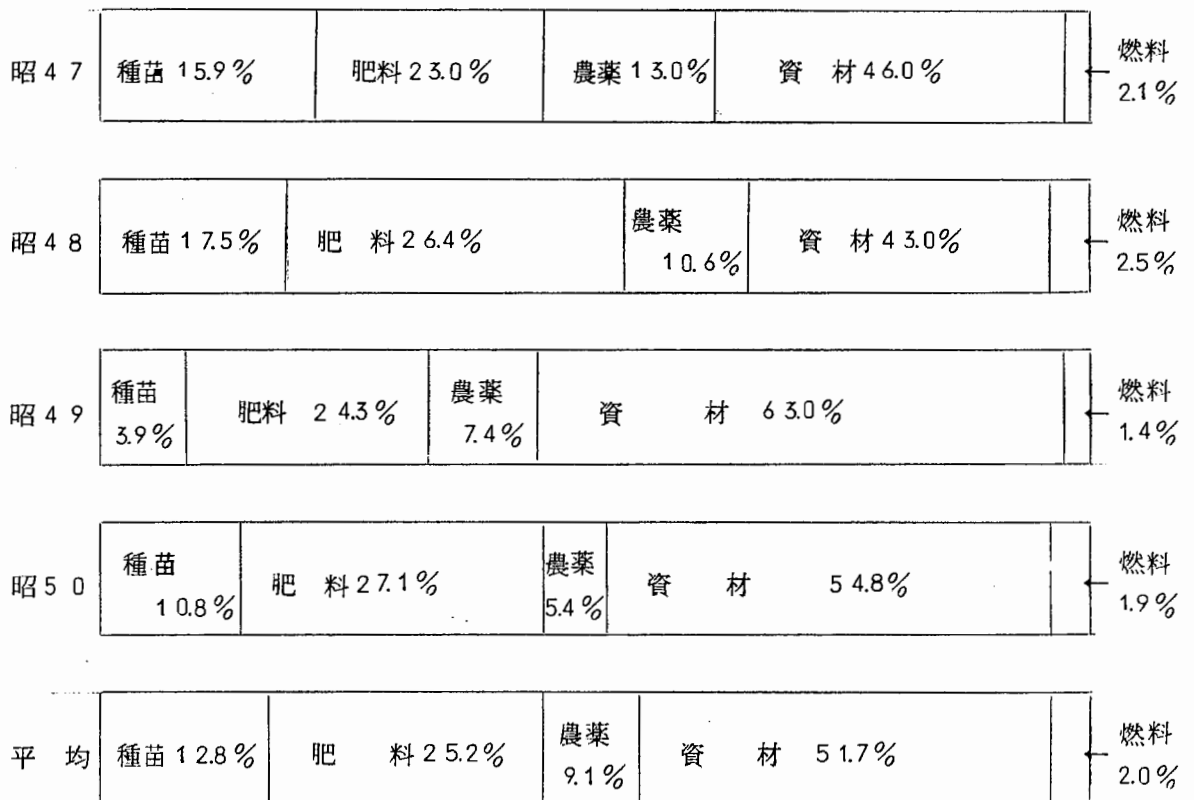 昭47 種苗15.9% 肥料23.0% 農薬13.0% 資材46.0% 燃料
2.1%
昭48 種苗17.5% 肥料26.4% 農薬 資材43.0% 燃料
10.6% 2.5%
昭49 種苗 肥料 24.3% 農薬 資材 63.0% 燃料
3.9% 7.4% 1.4%
昭50 種苗 肥料27.1% 農薬 資材 54.8% 燃料
10.8% 5.4% 1.9%
平均 種苗12.8% 肥料25.2% 農薬 資材 51.7% 燃料
9.1% 2.0%